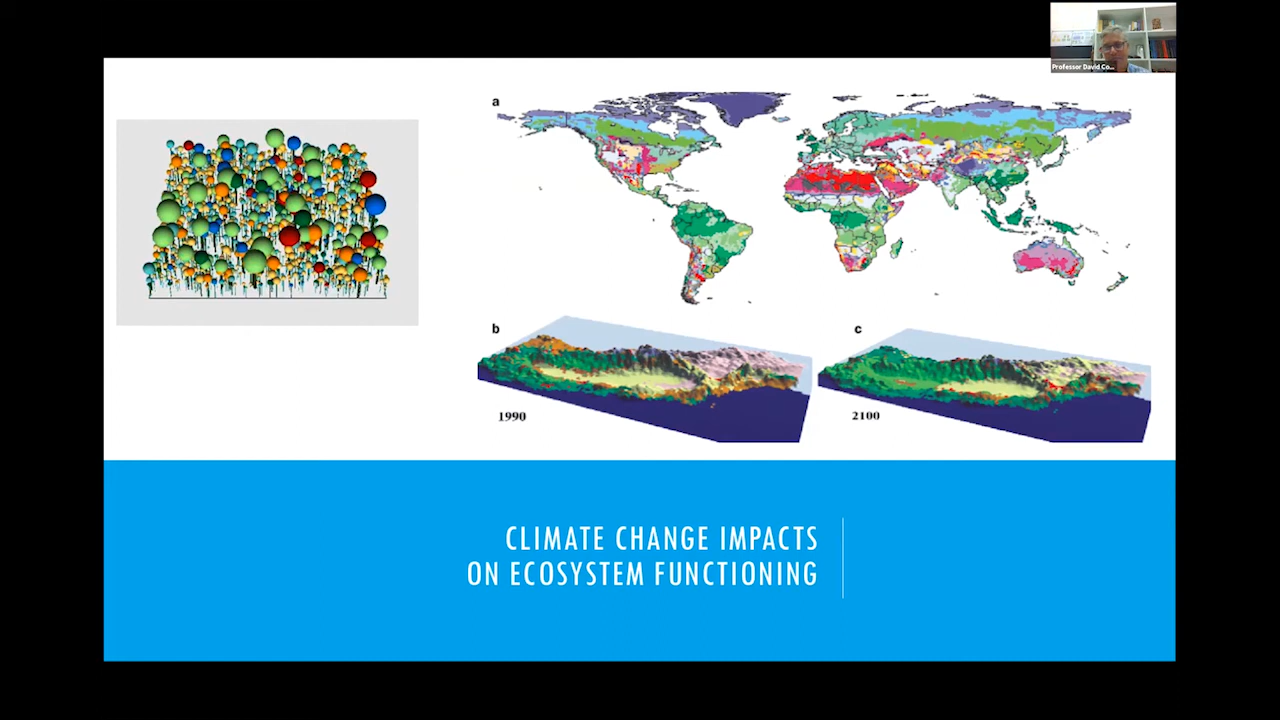 Professor David Co...
a
b
c
1990
2100
CLIMATE CHANGE IMPACTS
ON ECOSYSTEM FUNCTIONING